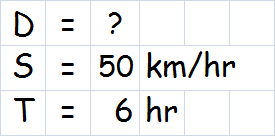 D = ?
S = 50 km/hr
T = 6 hr